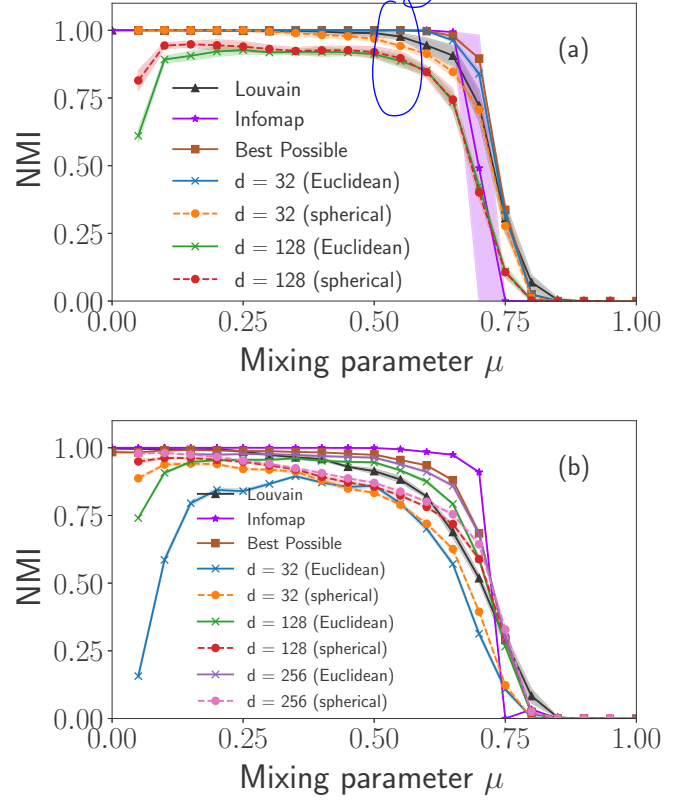 1.00
0.75
0.50
0.25
0.00
NMI
(a)
Louvain
Infomap
Best Possible
d = 32 (Euclidean)
d = 32 (spherical)
d = 128 (Euclidean)
d = 128 (spherical)
0.00 0.25 0.50 0.75 1.00
Mixing parameter μ
1.00
0.75
0.50
0.25
0.00
NMI
(b)
Louvain
Infomap
Best Possible
d = 32 (Euclidean)
d = 32 (spherical)
d = 128 (Euclidean)
d = 128 (spherical)
d = 256 (Euclidean)
d = 256 (spherical)
0.00 0.25 0.50 0.75 1.00
Mixing parameter μ